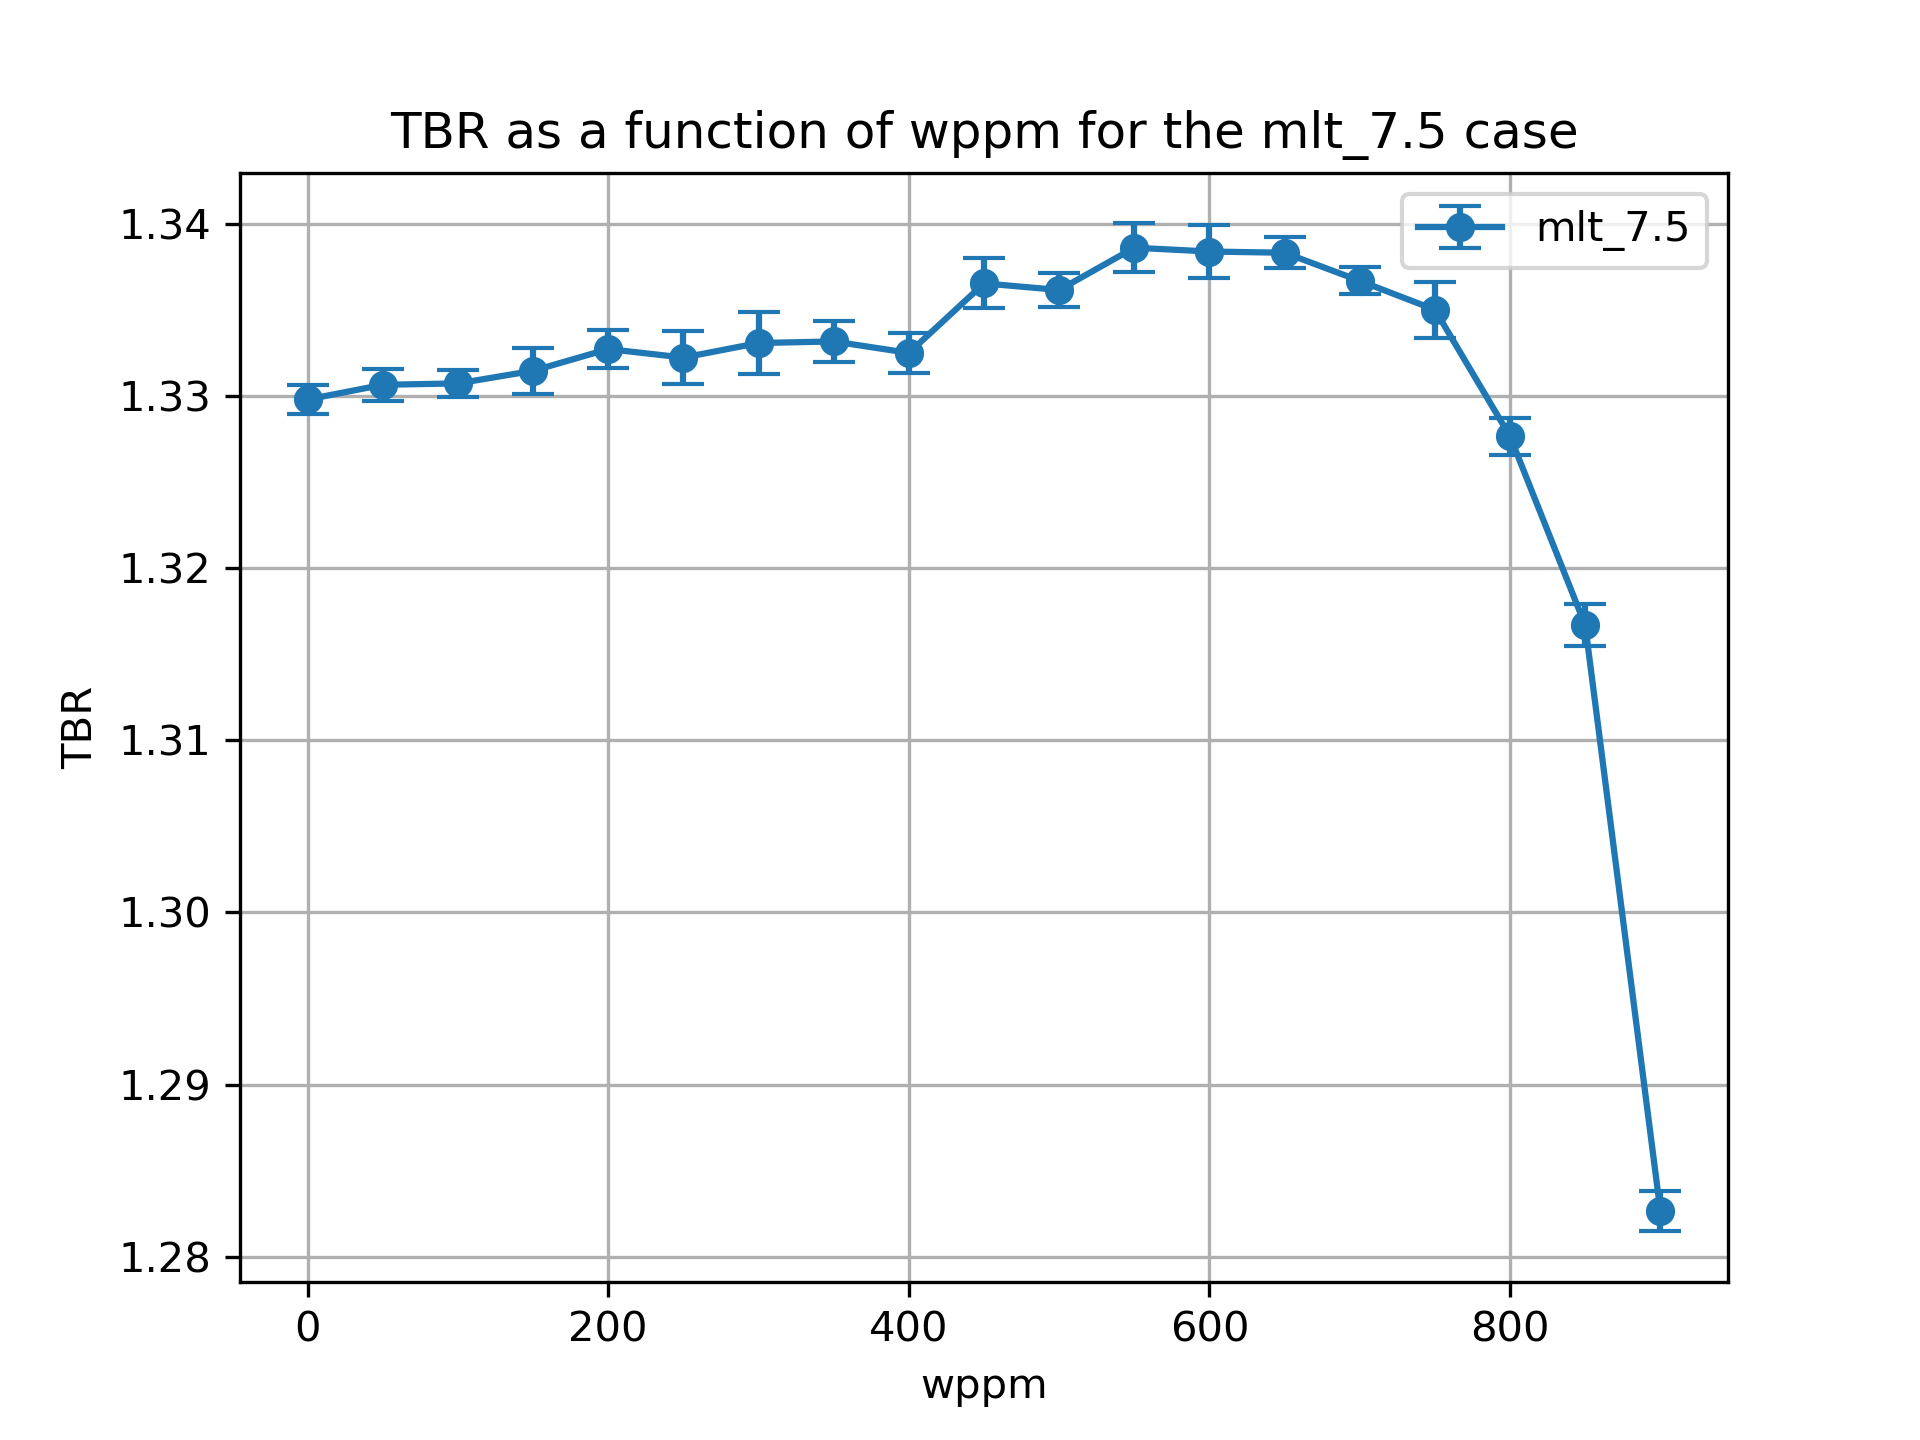 TBR as a function of wppm for the mlt_7.5 case
mlt_7.5
1.34
1.33
1.32
1.31
1.30
1.29
1.28
TBR
0 200 400 600 800
wppm